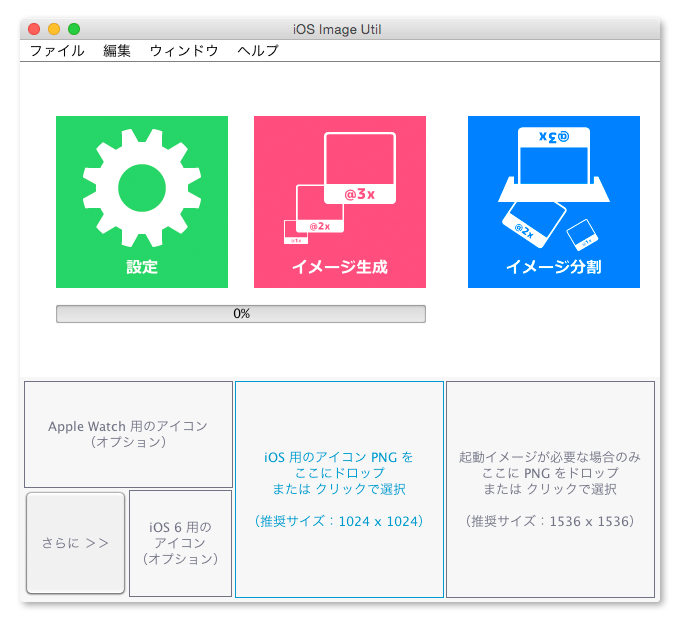 iOS Image Util
ファイル 編集 ウィンドウ ヘルプ
@3x
@2x
@1x
設定
イメージ生成
@3x
@2x
イメージ分割
0%
Apple Watch 用のアイコン
（オプション）
さらに >>
iOS 6 用の
アイコン
（オプション）
iOS 用のアイコン PNG を
ここにドロップ
または クリックで選択
（推奨サイズ：1024 x 1024）
起動イメージが必要な場合のみ
ここに PNG をドロップ
または クリックで選択
（推奨サイズ：1536 x 1536）